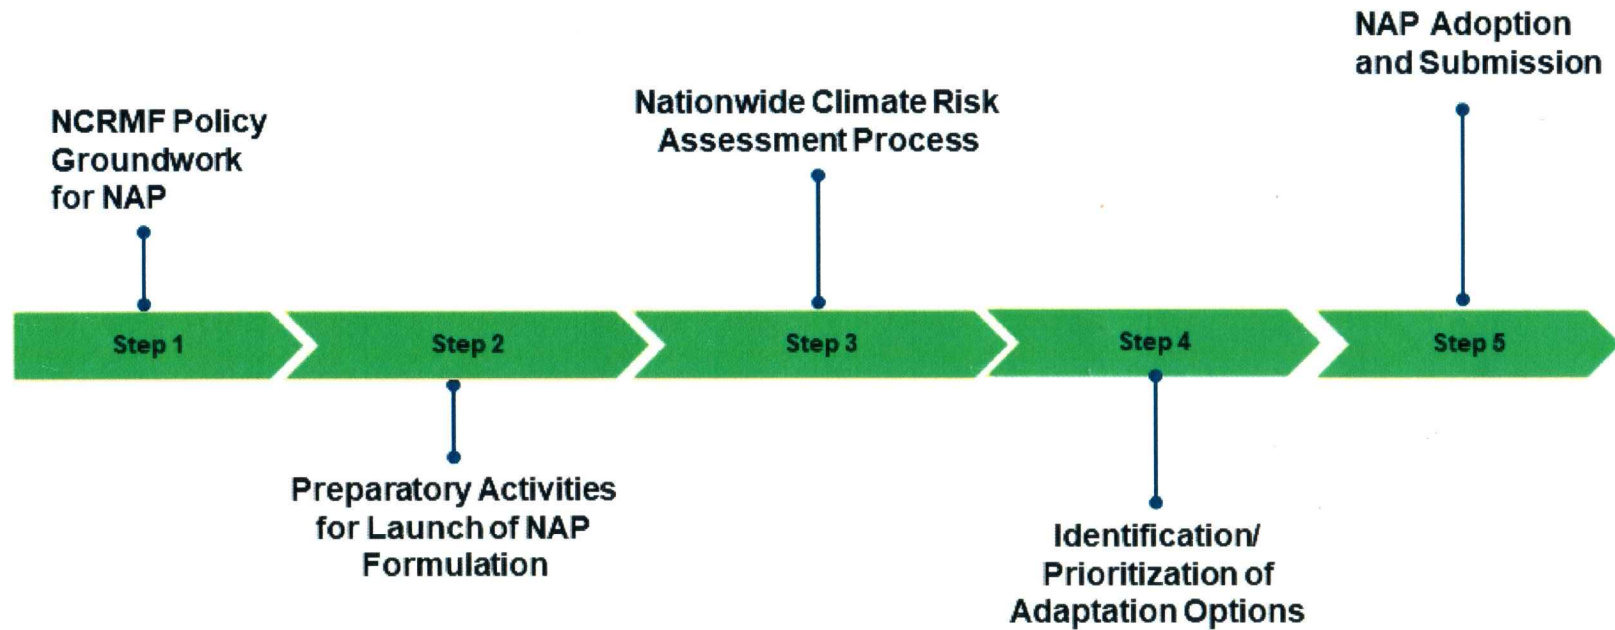 NCRMF Policy
Groundwork
for NAP
Nationwide Climate Risk
Assessment Process
NAP Adoption
and Submission
Step 1
Step 2
Step 3
Step 4
Step 5
Preparatory Activities
for Launch of NAP
Formulation
Identification/
Prioritization of
Adaptation Options